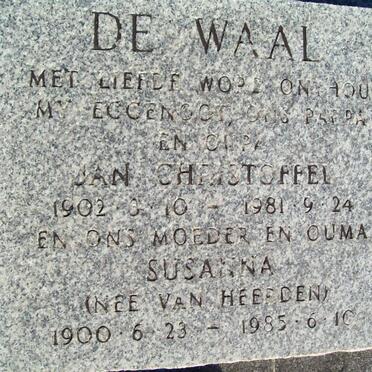 DE WAAL
MET LIEFDE WORD ONTHOU
MY EGGENOOT, ONS PAPPA
EN OUPA
JAN CHRISTOFFEL
1902·3·10 – 1981·9·24
EN ONS MOEDER EN OUMA
SUSANNA
(NEE VAN HEERDEN)
1900·6·23 – 1985·6·10